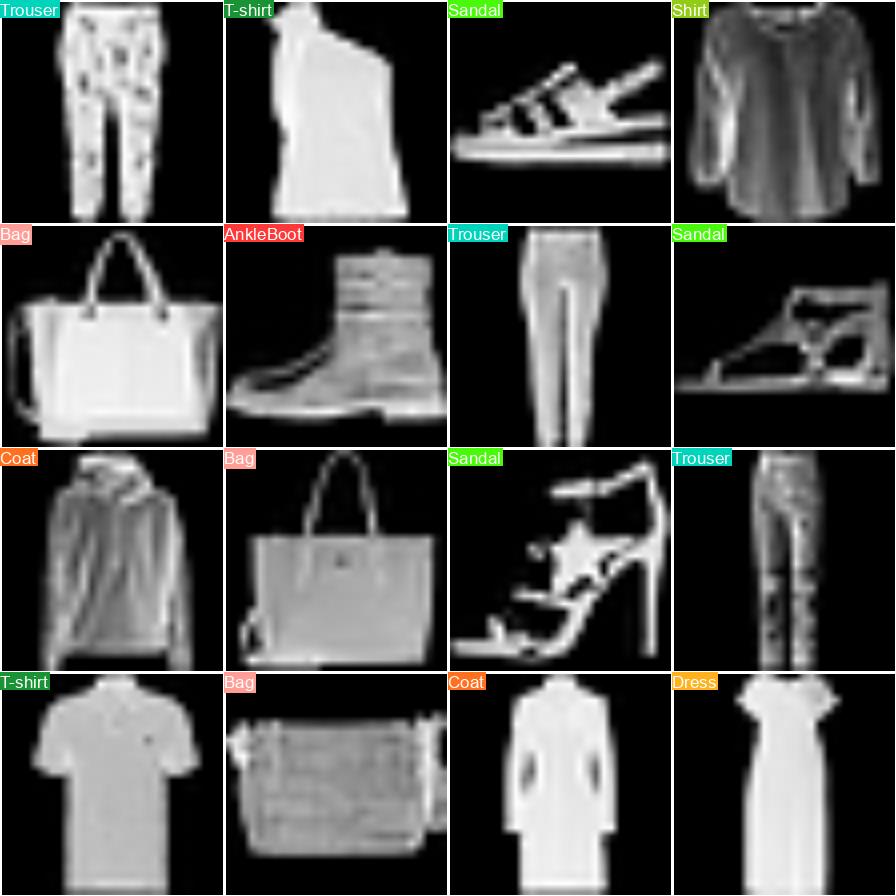 Trouser
T-shirt
Sandal
Shirt
Bag
AnkleBoot
Trouser
Sandal
Coat
Bag
Sandal
Trouser
T-shirt
Bag
Coat
Dress